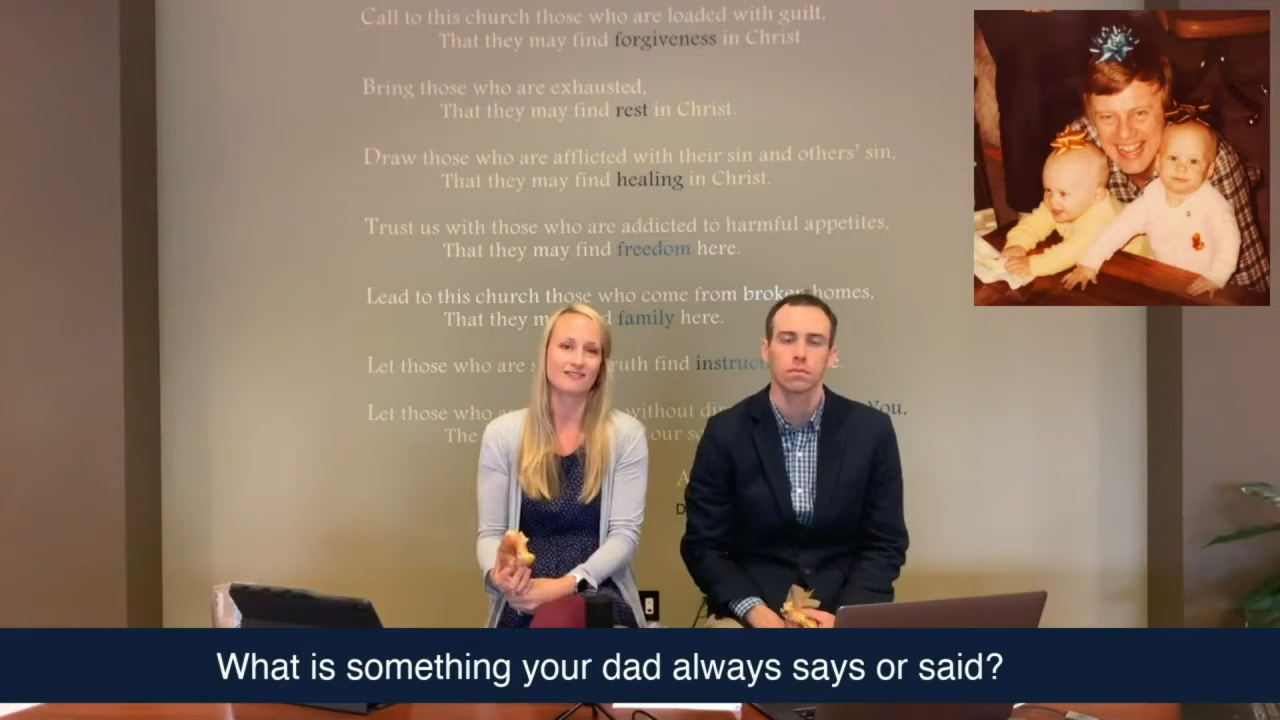 Call to this church those who are loaded with guilt,
That they may find forgiveness in Christ.
Bring those who are exhausted,
That they may find rest in Christ.
Draw those who are afflicted with their sin and others' sin,
That they may find healing in Christ.
Trust us with those who are addicted to harmful appetites,
That they may find freedom here.
Lead to this church those who come from broken homes,
That they may find family here.
Let those who are truth find
Let those who without You,
The our
What is something your dad always says or said?